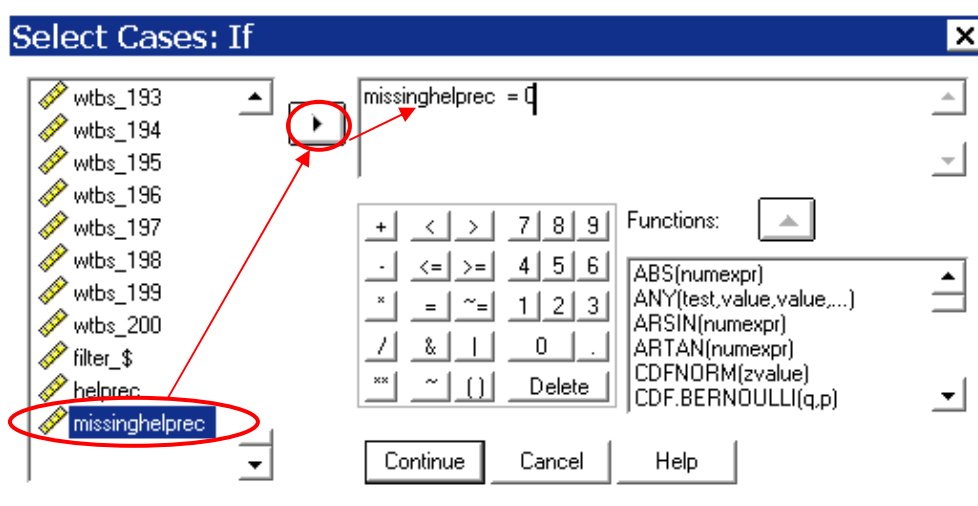 Select Cases: If
wtbs_193
wtbs_194
wtbs_195
wtbs_196
wtbs_197
wtbs_198
wtbs_199
wtbs_200
filter_$
helprec
missinghelprec
missinghelprec = 0
+ < > 7 8 9
- <= >= 4 5 6
* = ~= 1 2 3
/ & | 0 .
** ~ () Delete
Functions:
ABS(numexpr)
ANY(test,value,value,...)
ARSIN(numexpr)
ARTAN(numexpr)
CDFNORM(zvalue)
CDF.BERNOULLI(q,p)
Continue Cancel Help